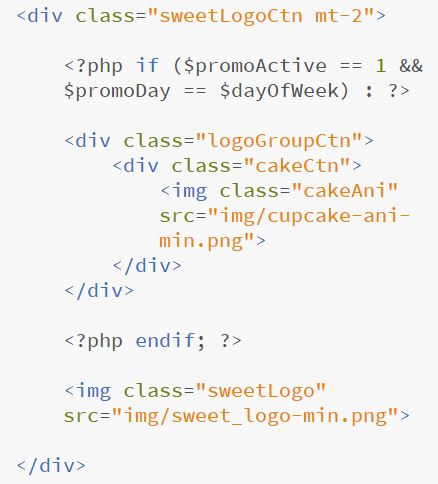 <div class="sweetLogoCtn mt-2">
<?php if ($promoActive == 1 &&
$promoDay == $dayOfWeek) : ?>
<div class="logoGroupCtn">
<div class="cakeCtn">
<img class="cakeAni"
src="img/cupcake-ani-
min.png">
</div>
</div>
<?php endif; ?>
<img class="sweetLogo"
src="img/sweet_logo-min.png">
</div>